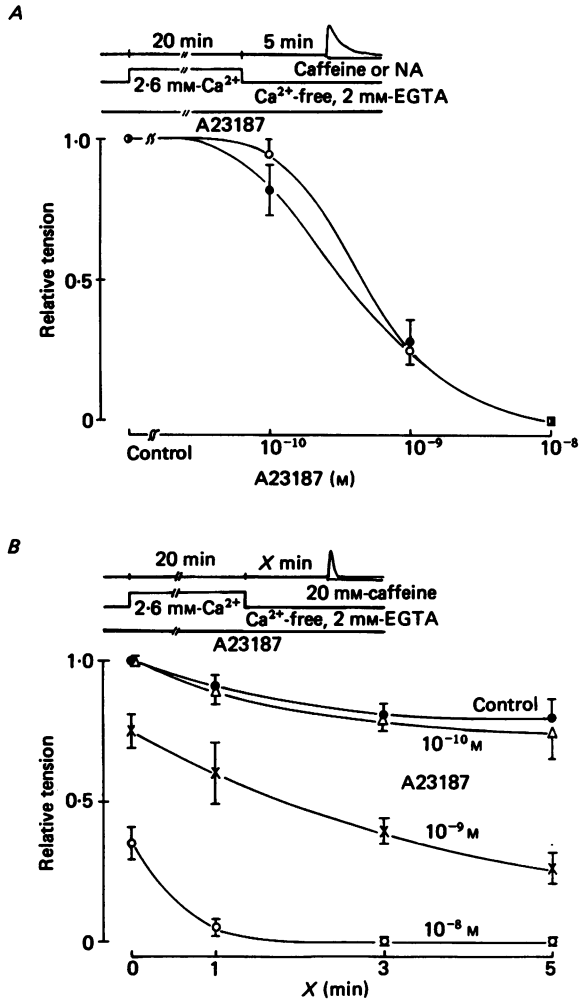 A
20 min
5 min
Caffeine or NA
2·6 mM-Ca²⁺
Ca²⁺-free, 2 mM-EGTA
A23187
1·0
0·5
0
Relative tension
Control
10⁻¹⁰
10⁻⁹
10⁻⁸
A23187 (M)
B
20 min
X min
20 mM-caffeine
2·6 mM-Ca²⁺
Ca²⁺-free, 2 mM-EGTA
A23187
1·0
0·5
0
Relative tension
Control
10⁻¹⁰ M
A23187
10⁻⁹ M
10⁻⁸ M
0
1
3
5
X (min)